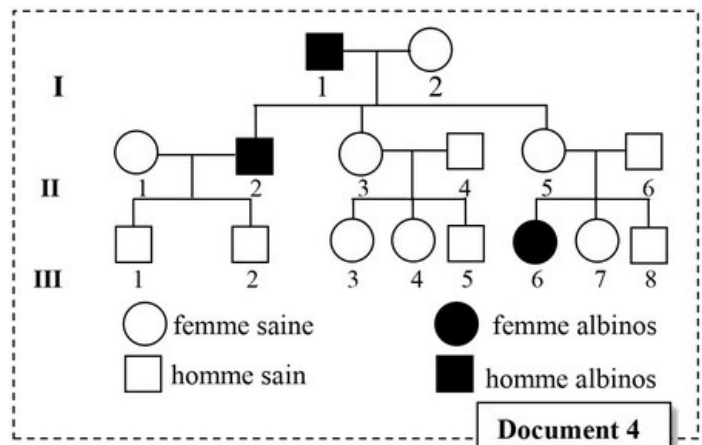 I
1 2
II
1 2 3 4 5 6
III
1 2 3 4 5 6 7 8
femme saine femme albinos
homme sain homme albinos
Document 4